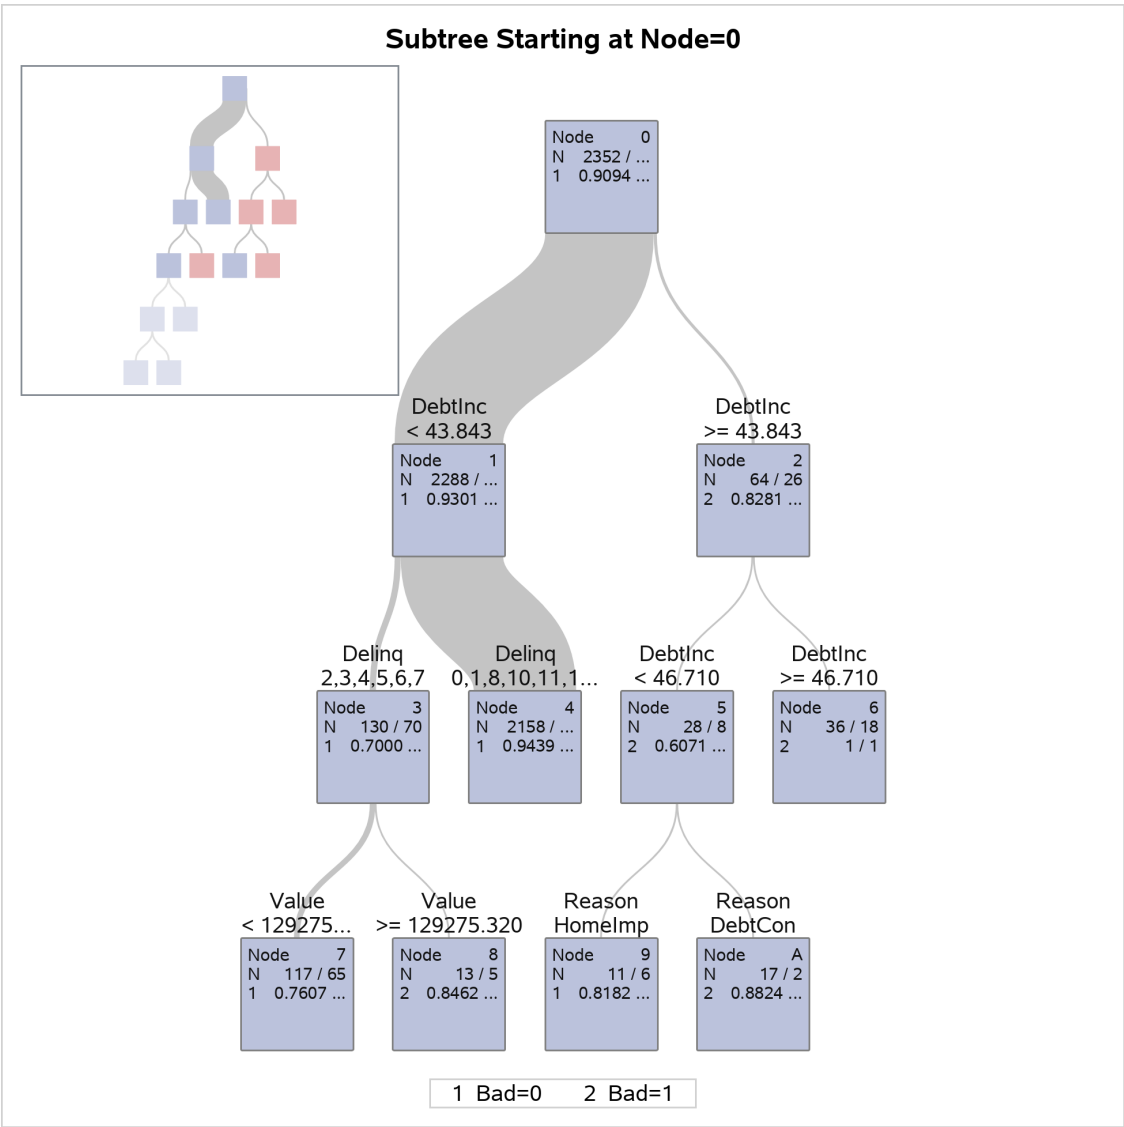 Subtree Starting at Node=0
Node 0
N 2352 / ...
1 0.9094 ...
DebtInc
< 43.843
DebtInc
>= 43.843
Node 1
N 2288 / ...
1 0.9301 ...
Node 2
N 64 / 26
2 0.8281 ...
Delinq
2,3,4,5,6,7
Delinq
0,1,8,10,11,1...
DebtInc
< 46.710
DebtInc
>= 46.710
Node 3
N 130 / 70
1 0.7000 ...
Node 4
N 2158 / ...
1 0.9439 ...
Node 5
N 28 / 8
2 0.6071 ...
Node 6
N 36 / 18
2 1 / 1
Value
< 129275...
Value
>= 129275.320
Reason
HomeImp
Reason
DebtCon
Node 7
N 117 / 65
1 0.7607 ...
Node 8
N 13 / 5
2 0.8462 ...
Node 9
N 11 / 6
1 0.8182 ...
Node A
N 17 / 2
2 0.8824 ...
1 Bad=0 2 Bad=1